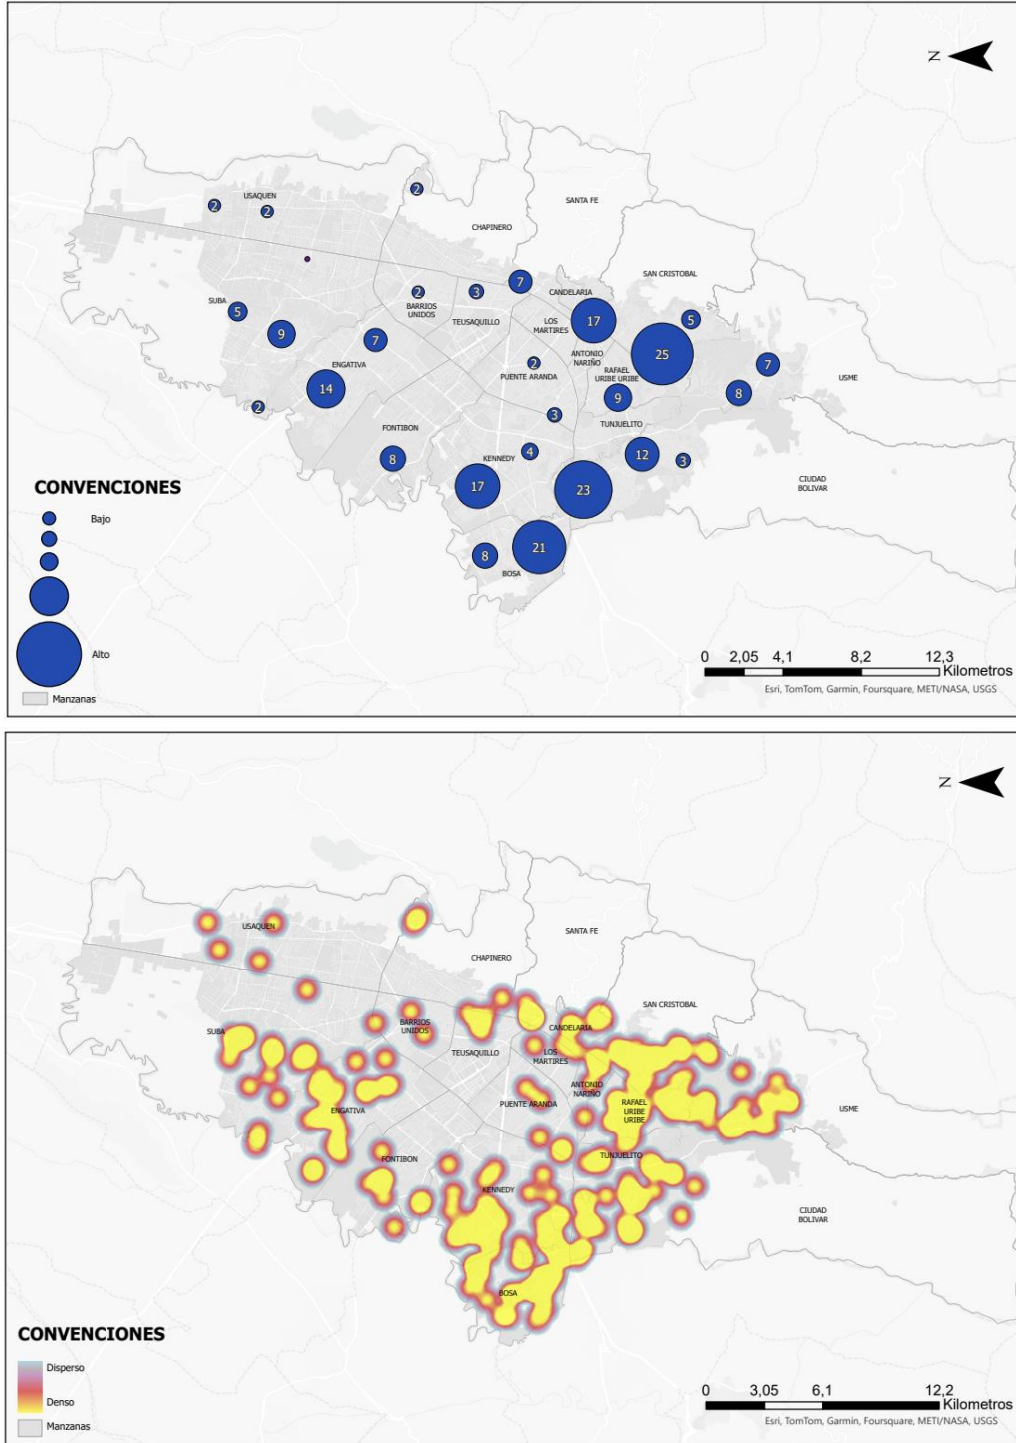 N
USAQUEN
2
2
2
SANTA FE
CHAPINERO
SAN CRISTOBAL
7
2
3
CANDELARIA
SUBA
5
BARRIOS
UNIDOS
TEUSAQUILLO
17
5
9
LOS
MARTIRES
7
25
ENGATIVA
ANTONIO
NARIÑO
2
PUENTE ARANDA
7
RAFAEL
URIBE URIBE
USME
14
9
8
2
3
FONTIBON
TUNJUELITO
8
4
12
3
KENNEDY
17
23
CIUDAD
BOLIVAR
21
8
BOSA
CONVENCIONES
Bajo
Alto
Manzanas
0 2,05 4,1 8,2 12,3
Kilometros
Esri, TomTom, Garmin, Foursquare, METI/NASA, USGS
N
USAQUEN
SANTA FE
CHAPINERO
SAN CRISTOBAL
SUBA
BARRIOS
UNIDOS
CANDELARIA
TEUSAQUILLO
LOS
MARTIRES
ANTONIO
NARIÑO
PUENTE ARANDA
RAFAEL
URIBE
URIBE
USME
ENGATIVA
FONTIBON
TUNJUELITO
KENNEDY
CIUDAD
BOLIVAR
BOSA
CONVENCIONES
Disperso
Denso
Manzanas
0 3,05 6,1 12,2
Kilometros
Esri, TomTom, Garmin, Foursquare, METI/NASA, USGS